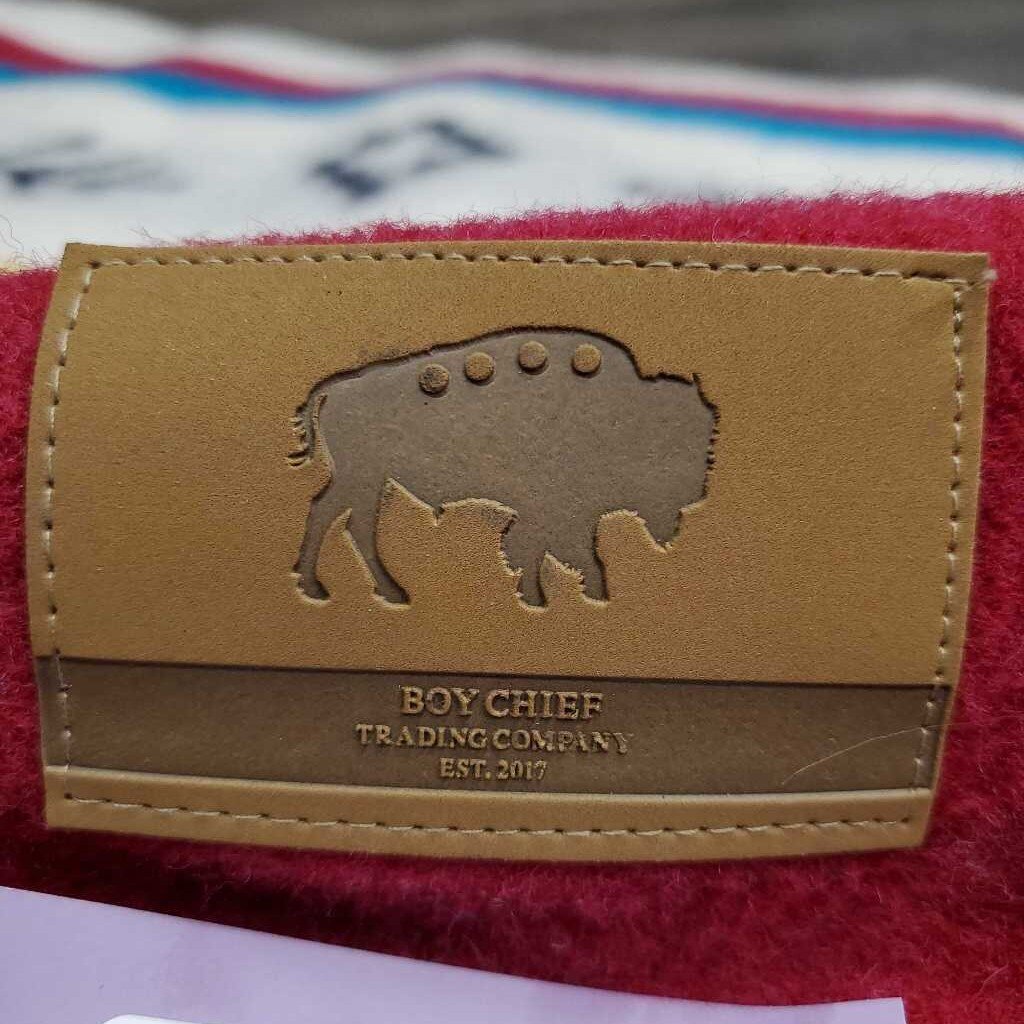 BOY CHIEF
TRADING COMPANY
EST. 2017